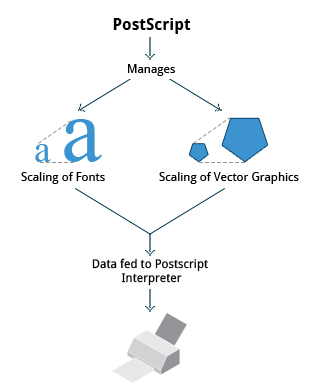 PostScript
Manages
a a
Scaling of Fonts
Scaling of Vector Graphics
Data fed to Postscript
Interpreter